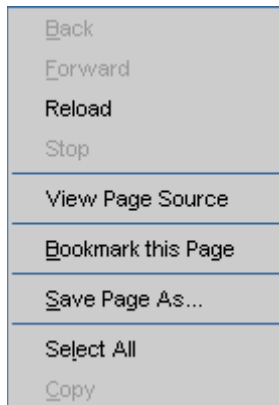 Back
Forward
Reload
Stop
View Page Source
Bookmark this Page
Save Page As...
Select All
Copy